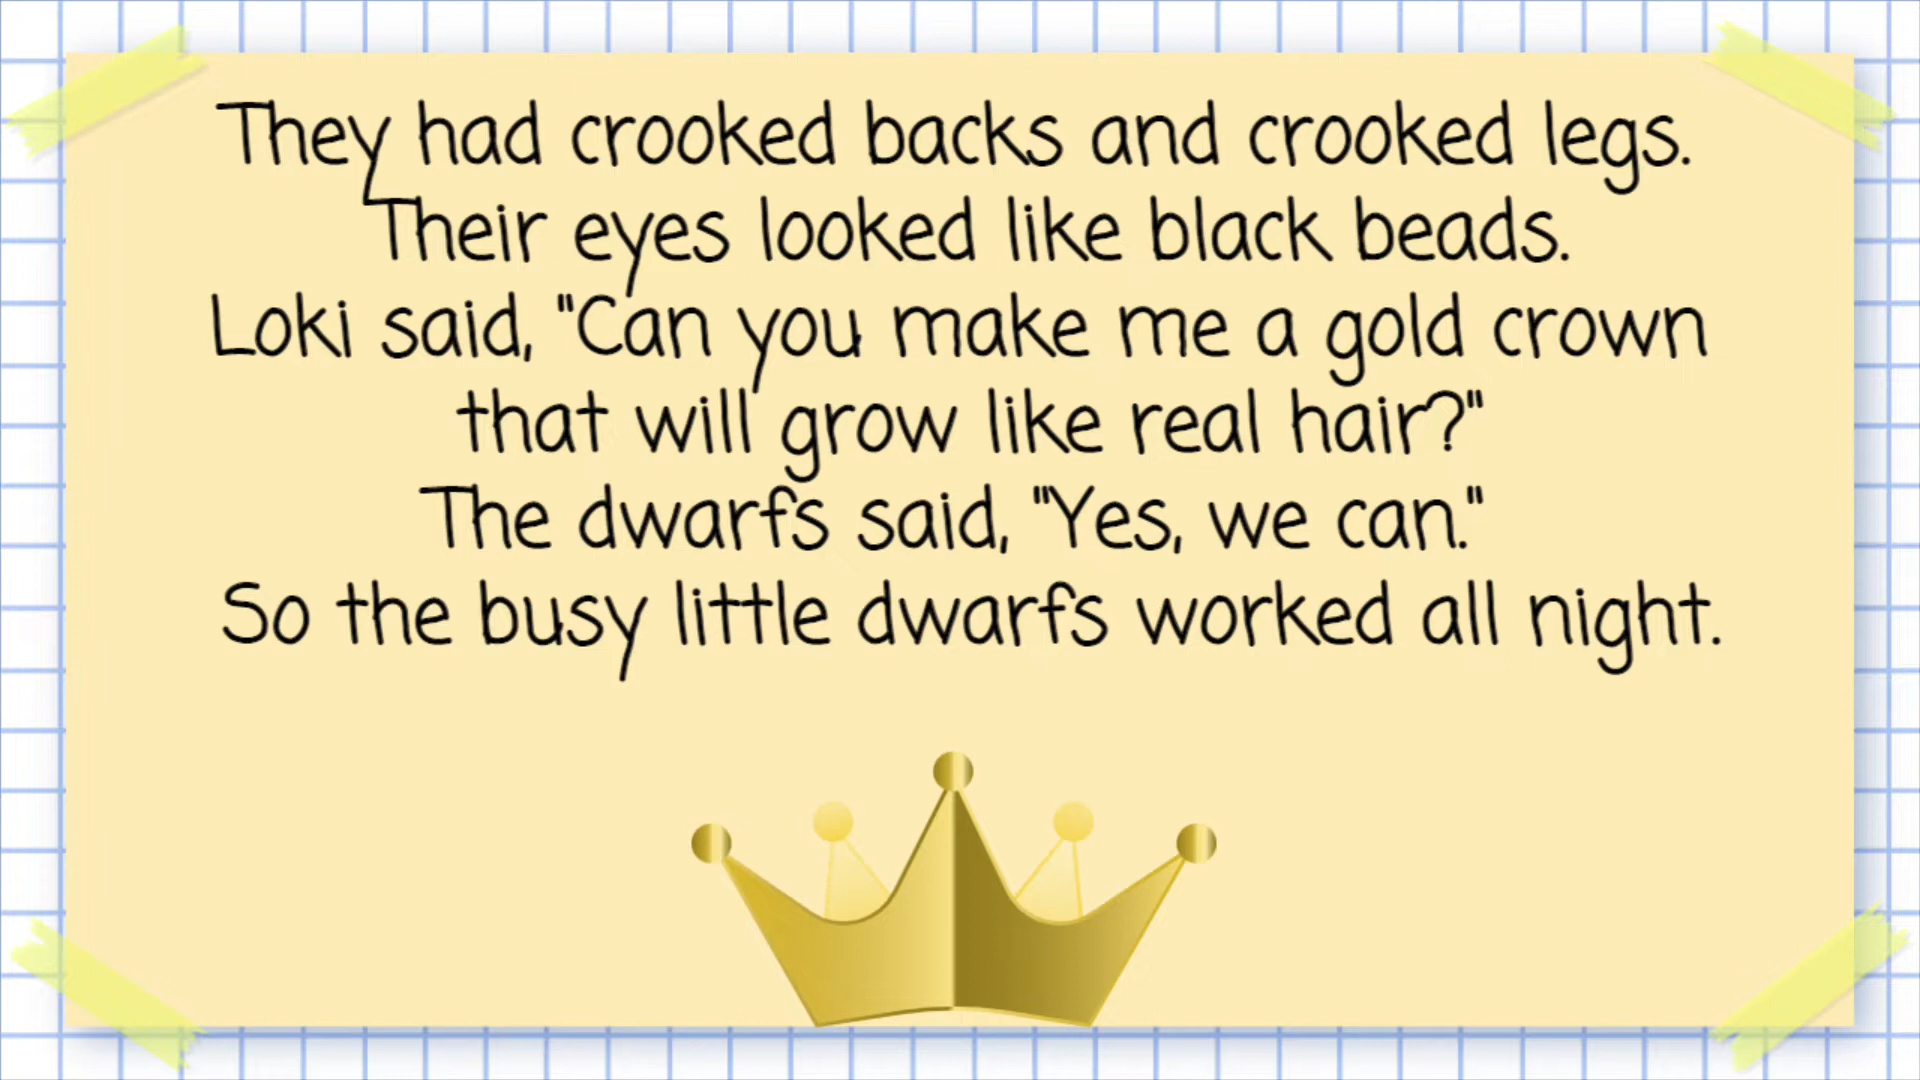 They had crooked backs and crooked legs.
Their eyes looked like black beads.
Loki said, "Can you make me a gold crown
that will grow like real hair?"
The dwarfs said, "Yes, we can."
So the busy little dwarfs worked all night.